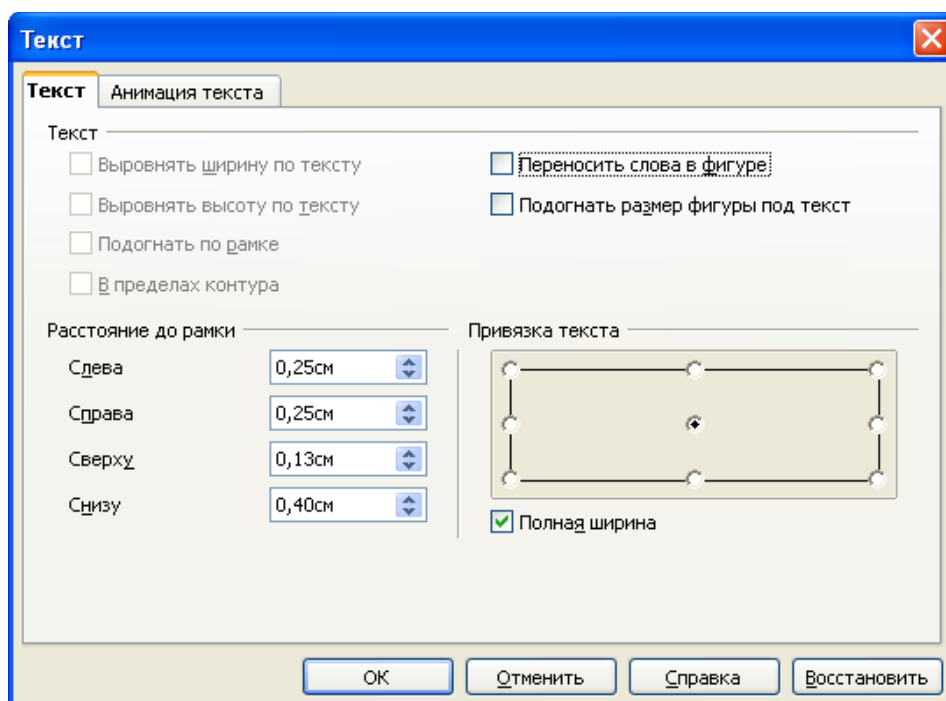 Текст
Текст Анимация текста
Текст
Выровнять ширину по тексту
Переносить слова в фигуре
Выровнять высоту по тексту
Подогнать размер фигуры под текст
Подогнать по рамке
В пределах контура
Расстояние до рамки
Слева 0,25см
Справа 0,25см
Сверху 0,13см
Снизу 0,40см
Привязка текста
Полная ширина
ОК Отменить Справка Восстановить